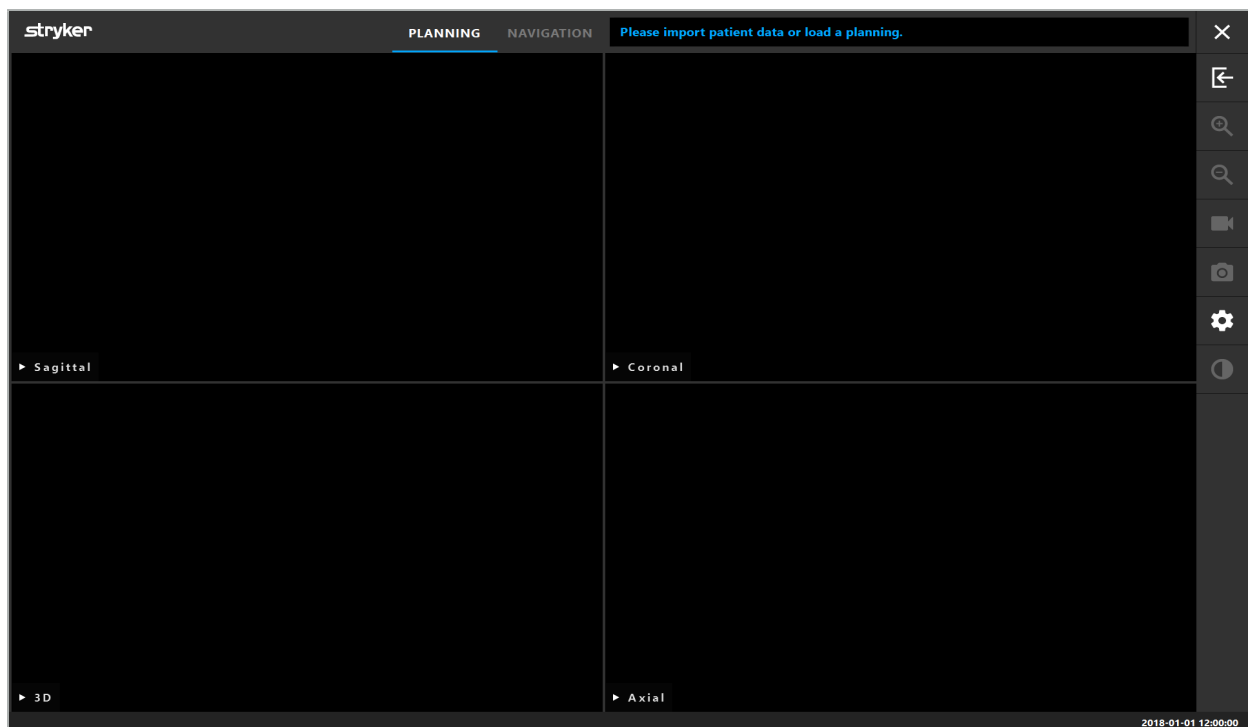 stryker
PLANNING NAVIGATION
Please import patient data or load a planning.
Sagittal
Coronal
3D
Axial
2018-01-01 12:00:00